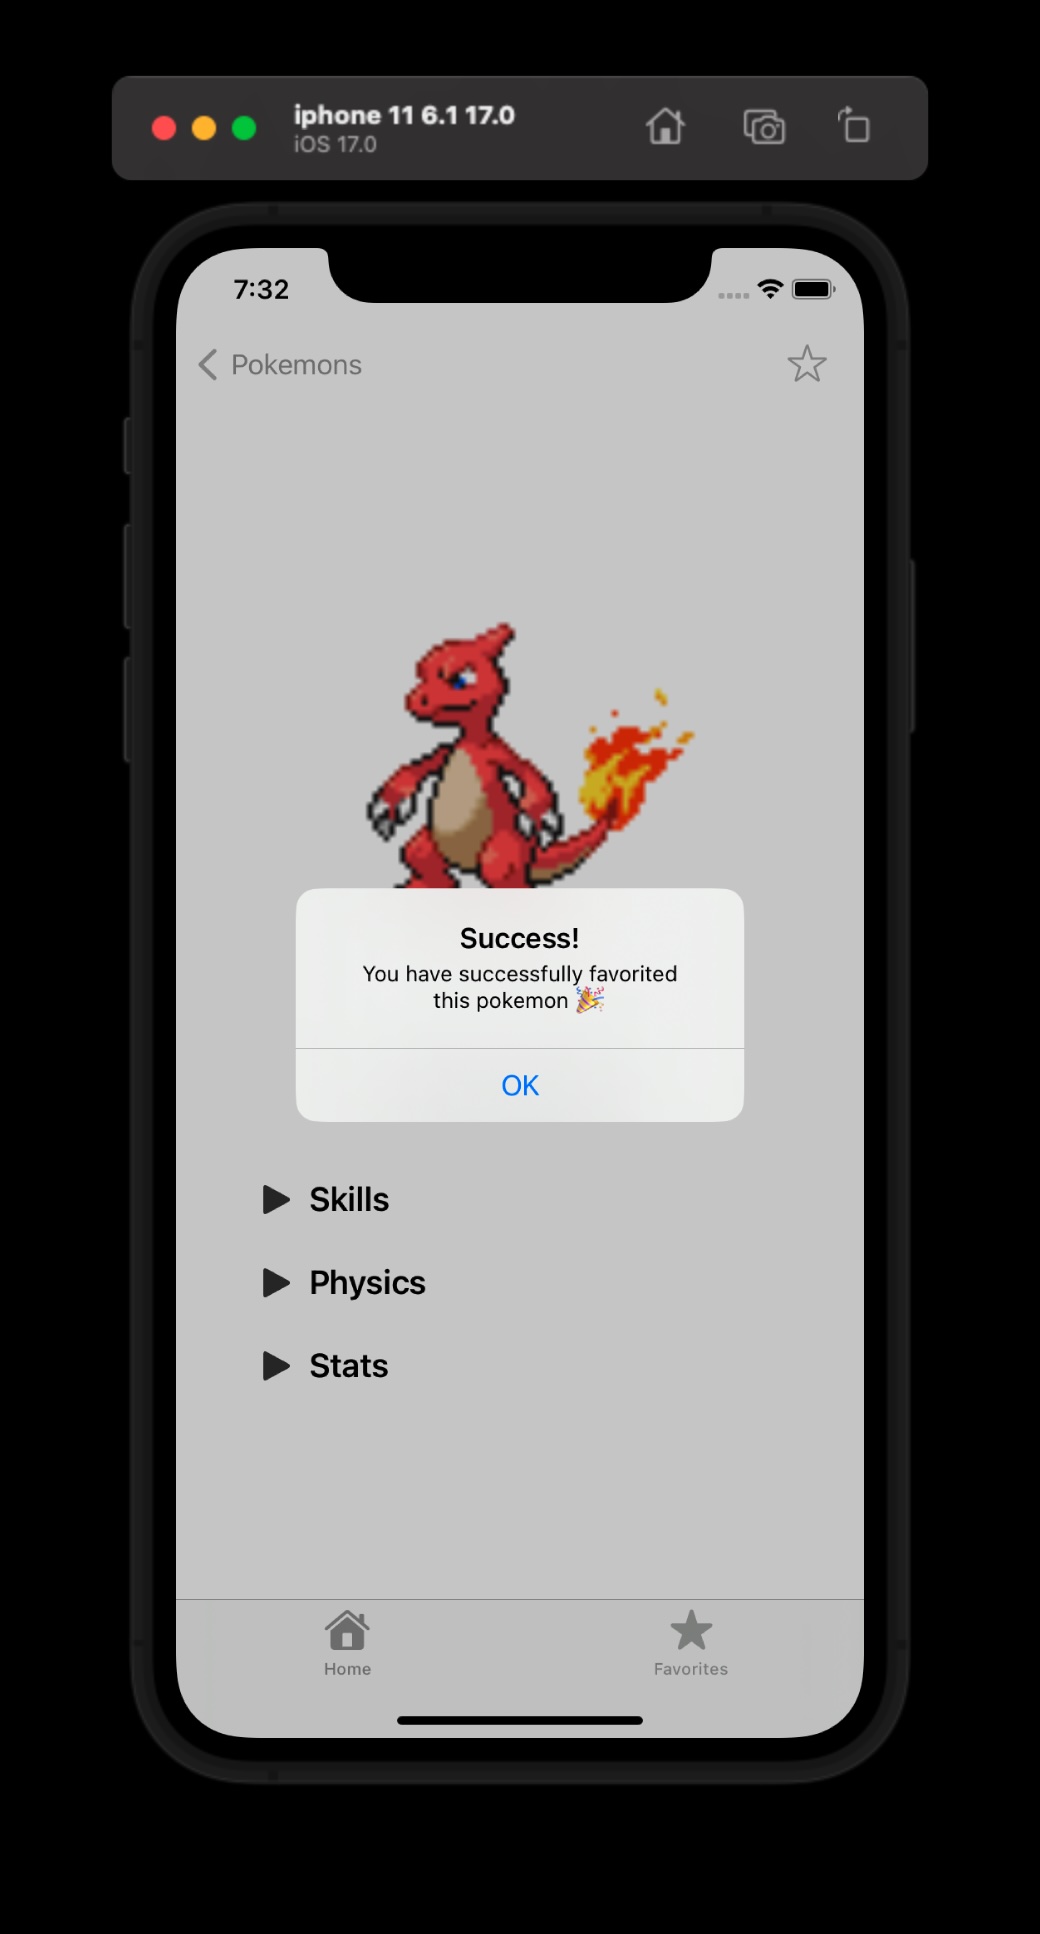 iphone 11 6.1 17.0
iOS 17.0
7:32
Pokemons
Success!
You have successfully favorited
this pokemon 🎉
OK
Skills
Physics
Stats
Home
Favorites